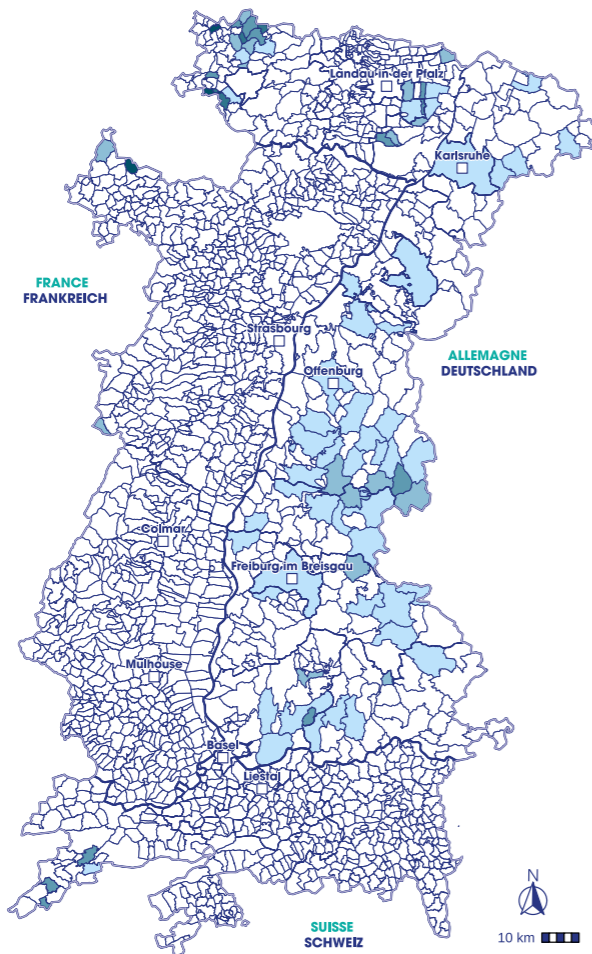 Landau in der Pfalz
Karlsruhe
FRANCE
FRANKREICH
Strasbourg
ALLEMAGNE
DEUTSCHLAND
Offenburg
Colmar
Freiburg im Breisgau
Mulhouse
Basel
Liestal
N
SUISSE
SCHWEIZ
10 km